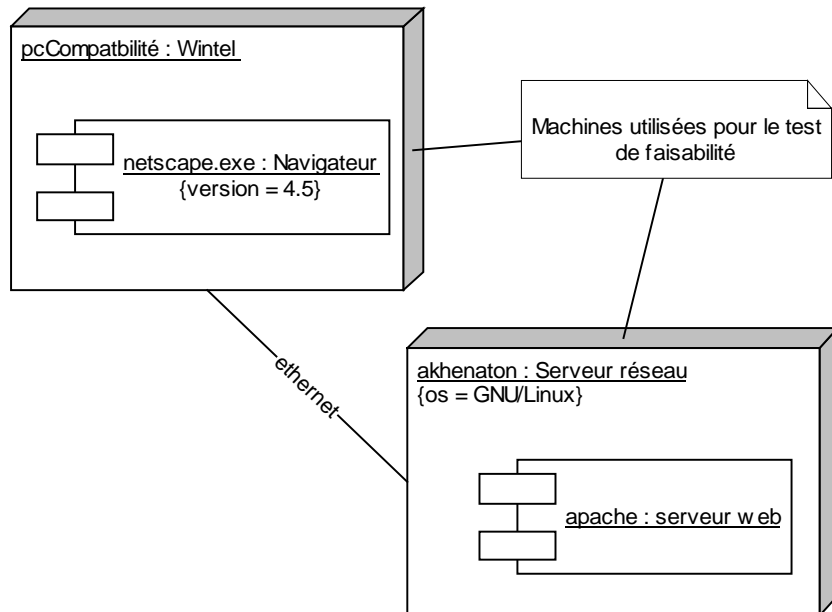 pcCompatbilité : Wintel
netscape.exe : Navigateur
{version = 4.5}
Machines utilisées pour le test
de faisabilité
ethernet
akhenaton : Serveur réseau
{os = GNU/Linux}
apache : serveur web